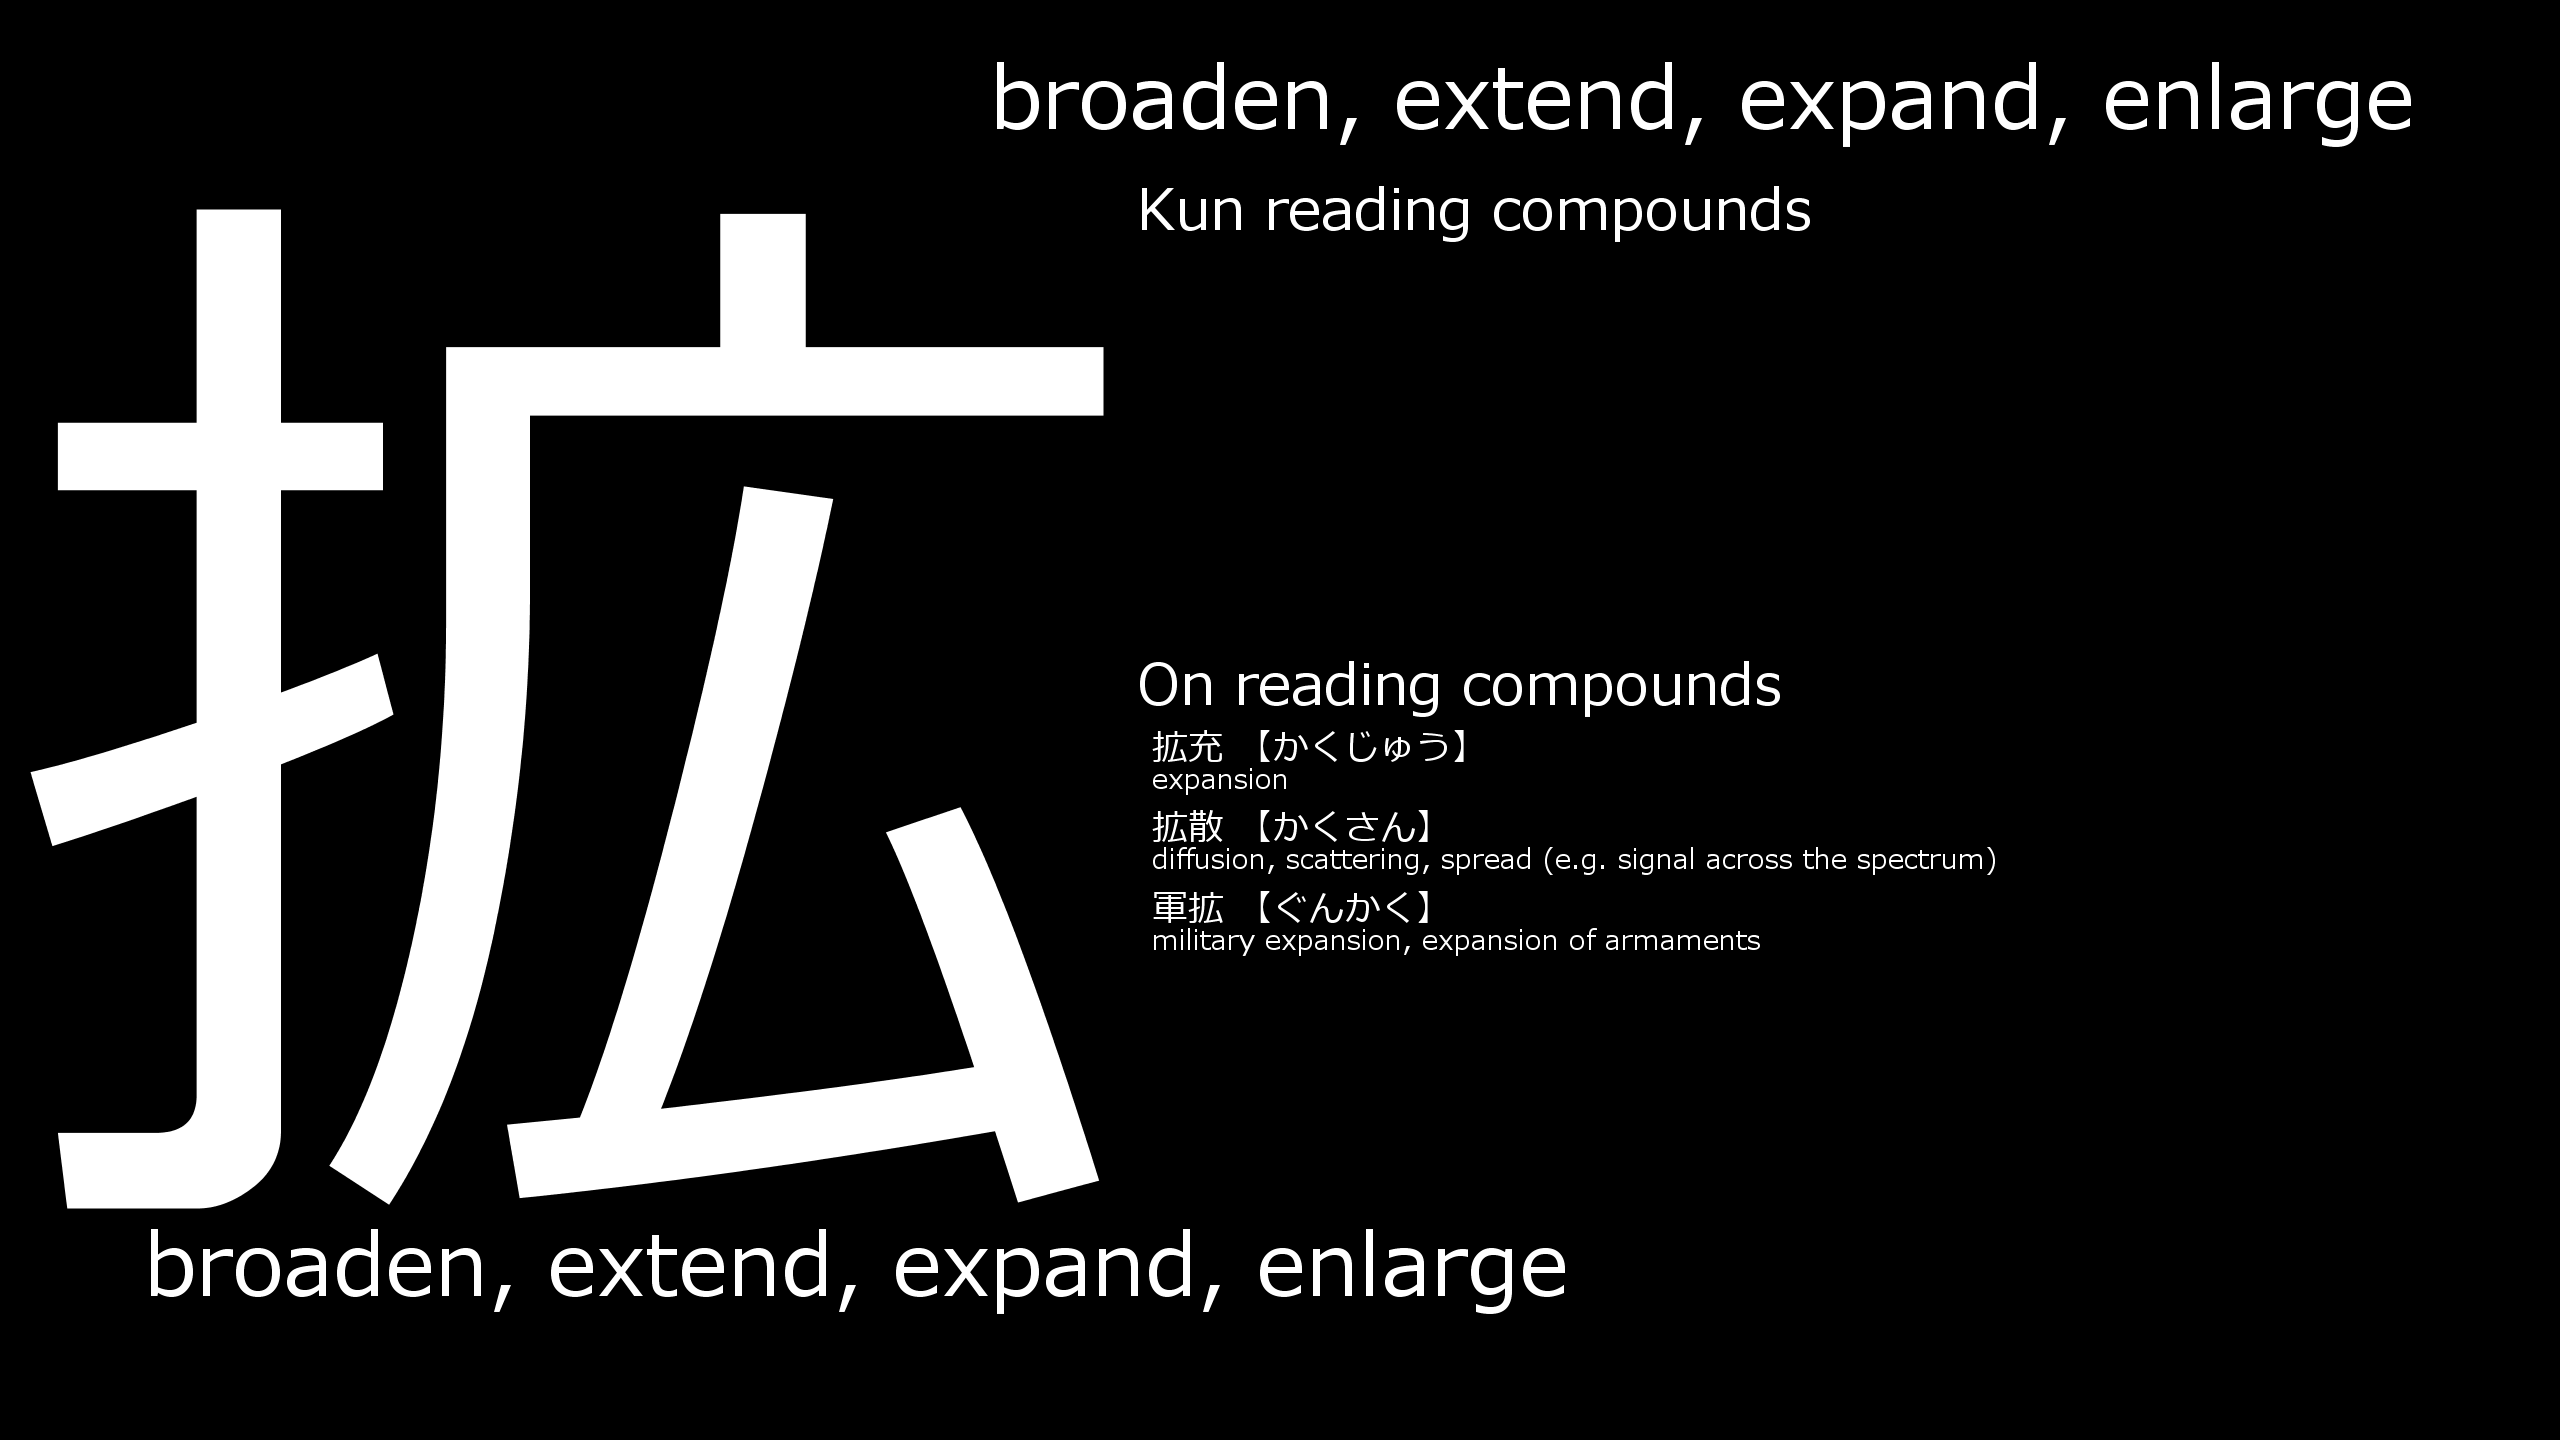 broaden, extend, expand, enlarge
Kun reading compounds
拡
On reading compounds
拡充 【かくじゅう】
expansion
拡散 【かくさん】
diffusion, scattering, spread (e.g. signal across the spectrum)
軍拡 【ぐんかく】
military expansion, expansion of armaments
broaden, extend, expand, enlarge